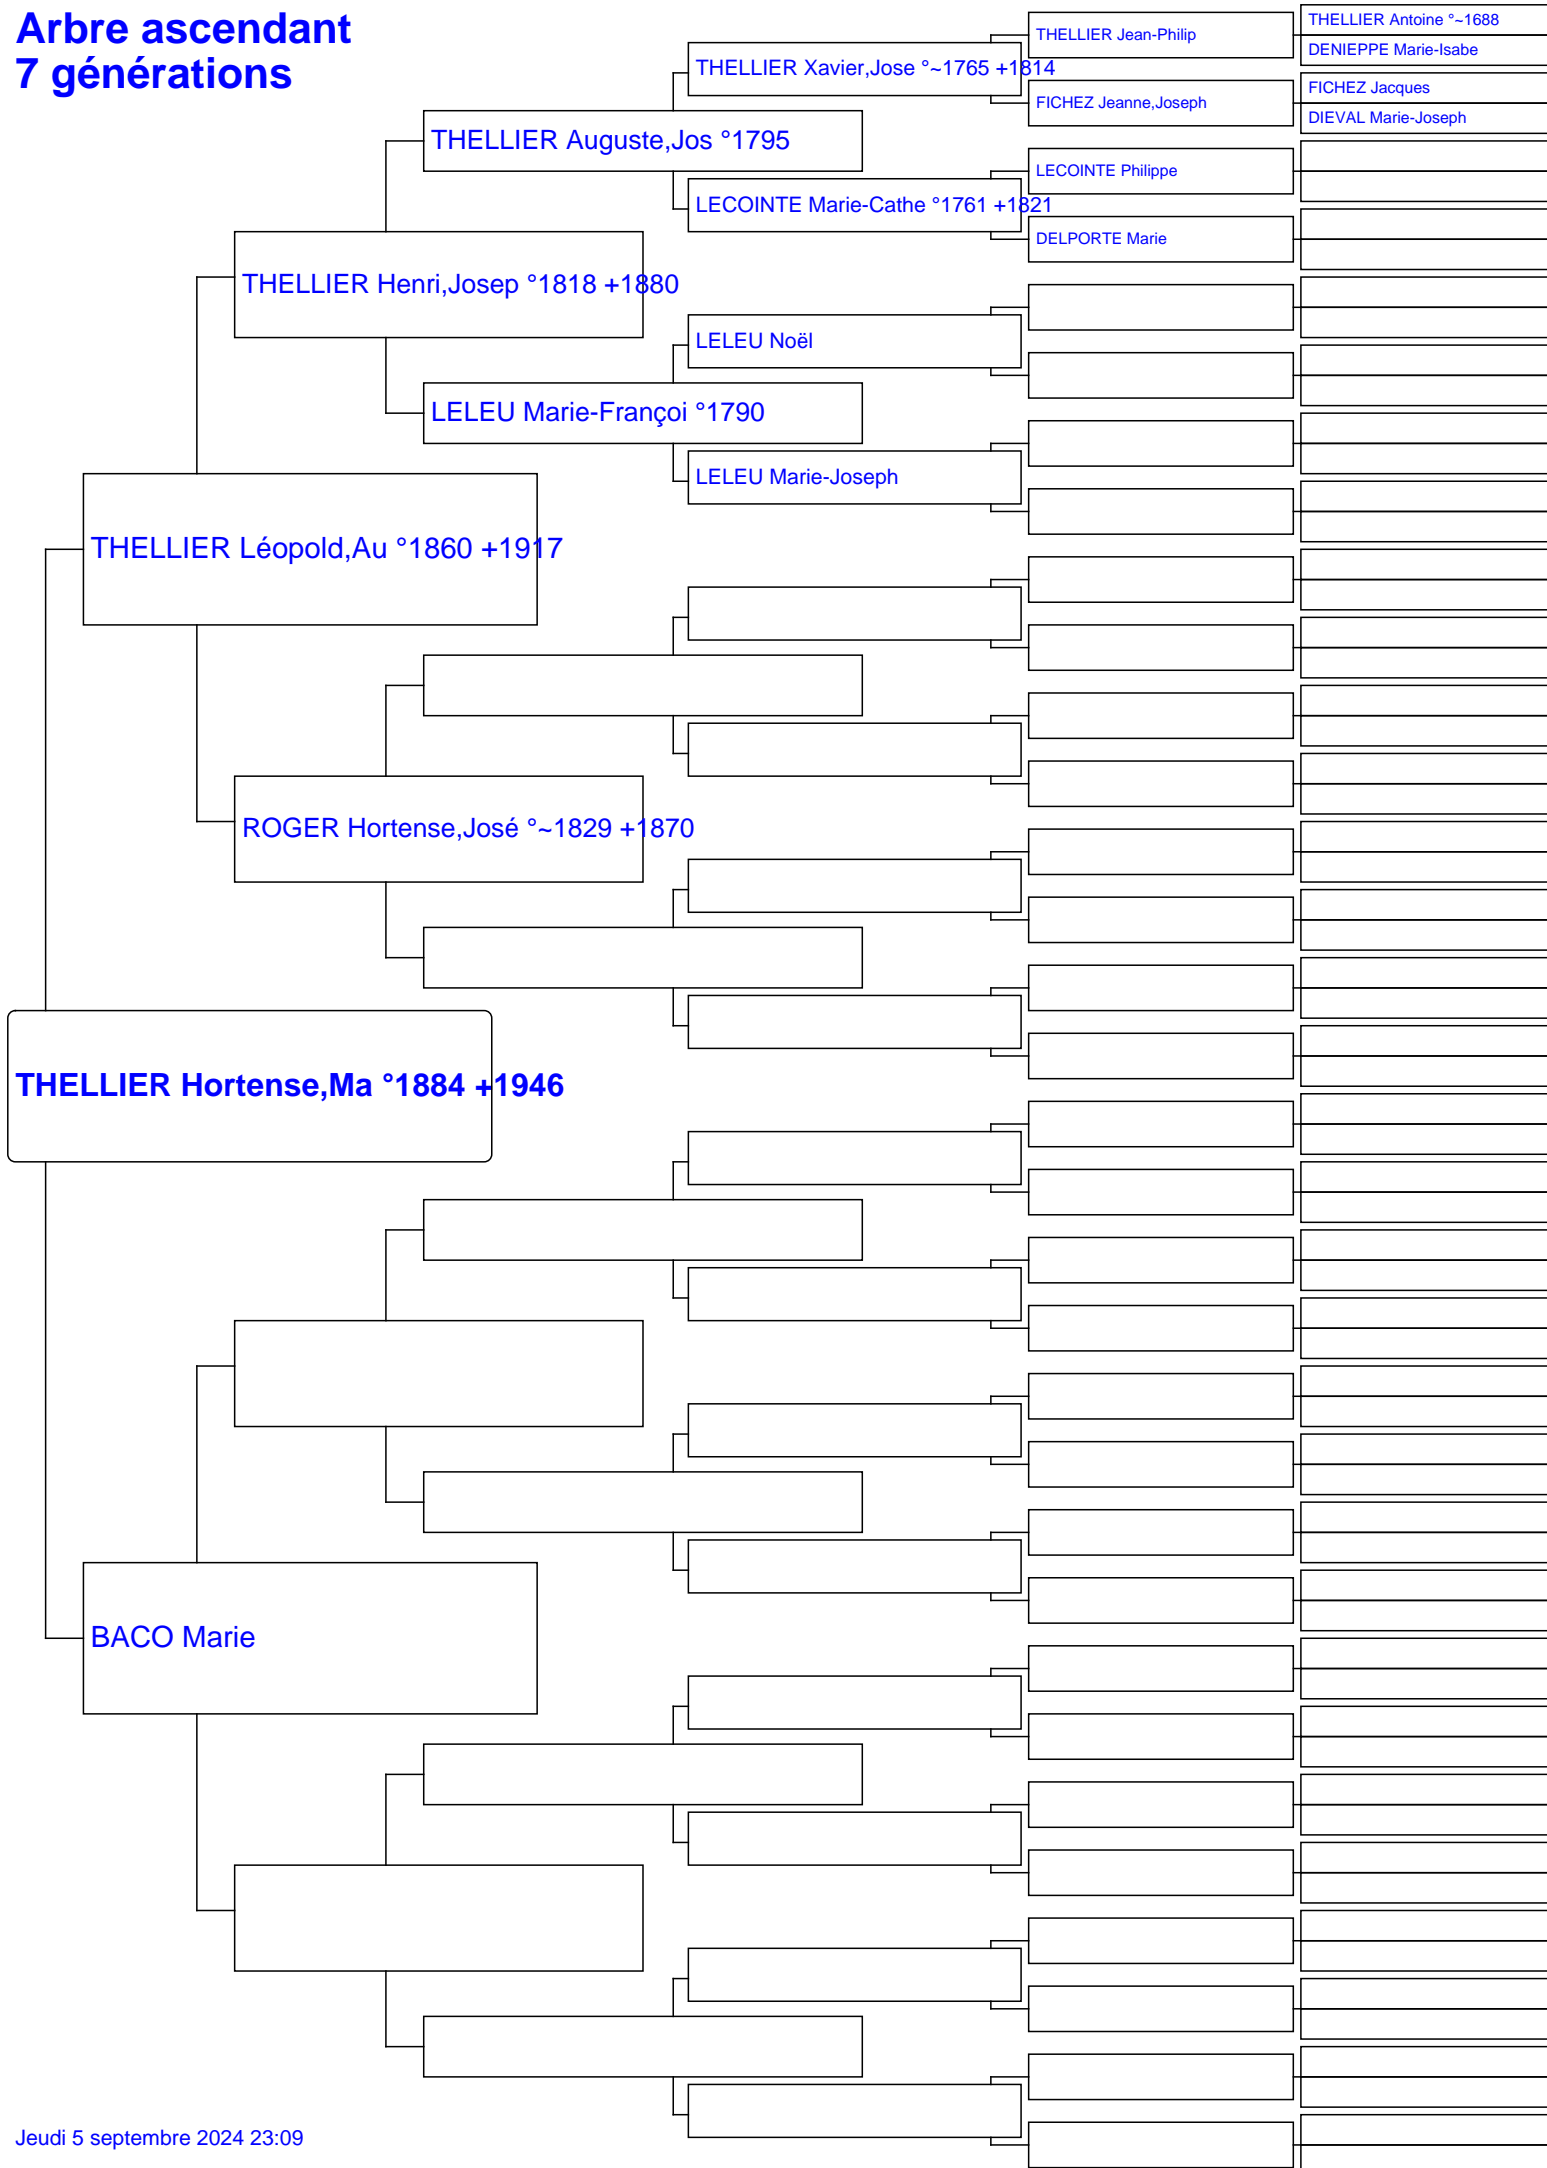 Arbre ascendant
7 générations
THELLIER Jean-Philip
THELLIER Antoine °~1688
DENIEPPE Marie-Isabe
THELLIER Xavier,Jose °~1765 +1814
FICHEZ Jeanne,Joseph
FICHEZ Jacques
DIEVAL Marie-Joseph
THELLIER Auguste,Jos °1795
LECOINTE Philippe
LECOINTE Marie-Cathe °1761 +1821
DELPORTE Marie
THELLIER Henri,Josep °1818 +1880
LELEU Noël
LELEU Marie-Françoi °1790
LELEU Marie-Joseph
THELLIER Léopold,Au °1860 +1917
ROGER Hortense,José °~1829 +1870
THELLIER Hortense,Ma °1884 +1946
BACO Marie
Jeudi 5 septembre 2024 23:09